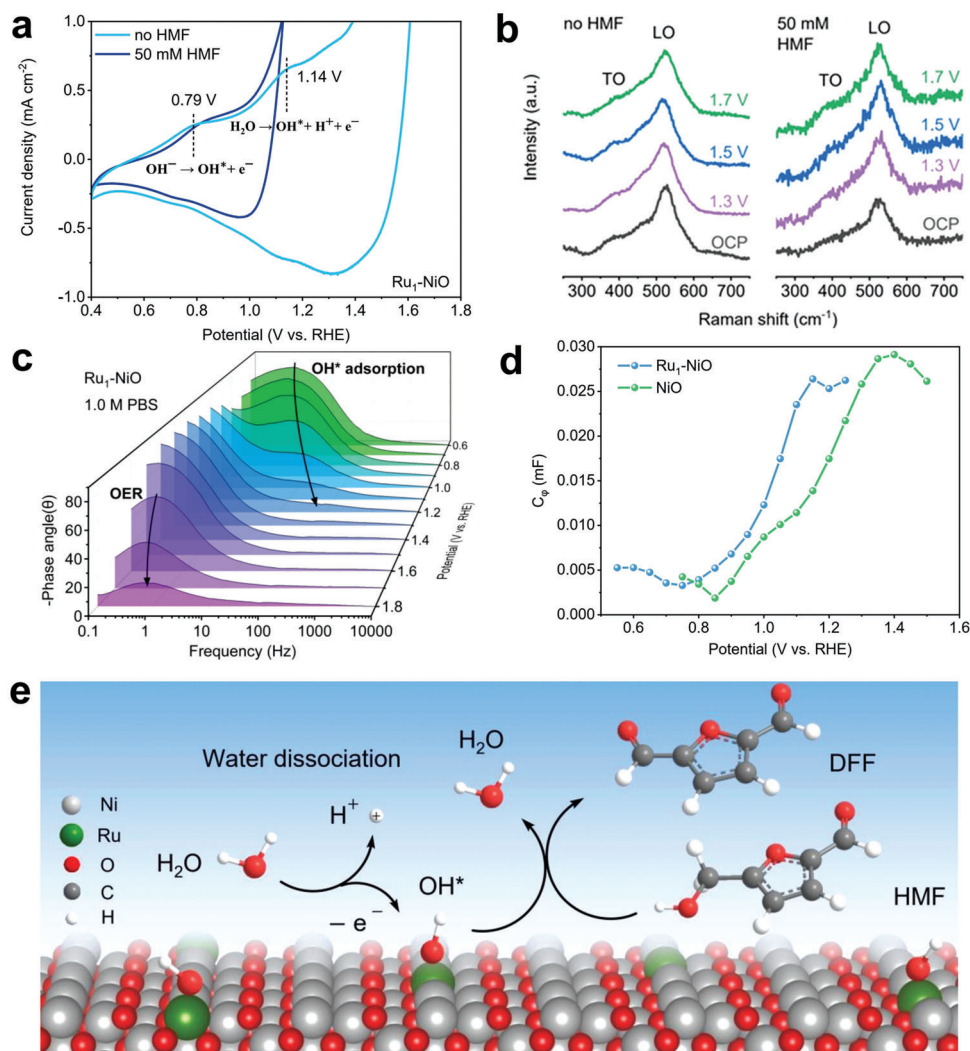 a
no HMF
50 mM HMF
0.79 V
1.14 V
H₂O → OH* + H⁺ + e⁻
OH⁻ → OH* + e⁻
Ru₁-NiO
Current density (mA cm⁻²)
1.0
0.5
0.0
-0.5
-1.0
0.4 0.6 0.8 1.0 1.2 1.4 1.6 1.8
Potential (V vs. RHE)
b
no HMF
LO
TO
1.7 V
1.5 V
1.3 V
OCP
50 mM
HMF
LO
TO
1.7 V
1.5 V
1.3 V
OCP
Intensity (a.u.)
300 400 500 600 700 300 400 500 600 700
Raman shift (cm⁻¹)
c
Ru₁-NiO
1.0 M PBS
OH* adsorption
OER
-Phase angle(θ)
80
60
40
20
0
0.1 1 10 100 1000 10000
Frequency (Hz)
0.6
0.8
1.0
1.2
1.4
1.6
1.8
Potential (V vs. RHE)
d
Ru₁-NiO
NiO
Cφ (mF)
0.030
0.025
0.020
0.015
0.010
0.005
0.000
0.6 0.8 1.0 1.2 1.4 1.6
Potential (V vs. RHE)
e
Water dissociation
H₂O
DFF
H⁺ +
H₂O
OH*
– e⁻
HMF
Ni
Ru
O
C
H